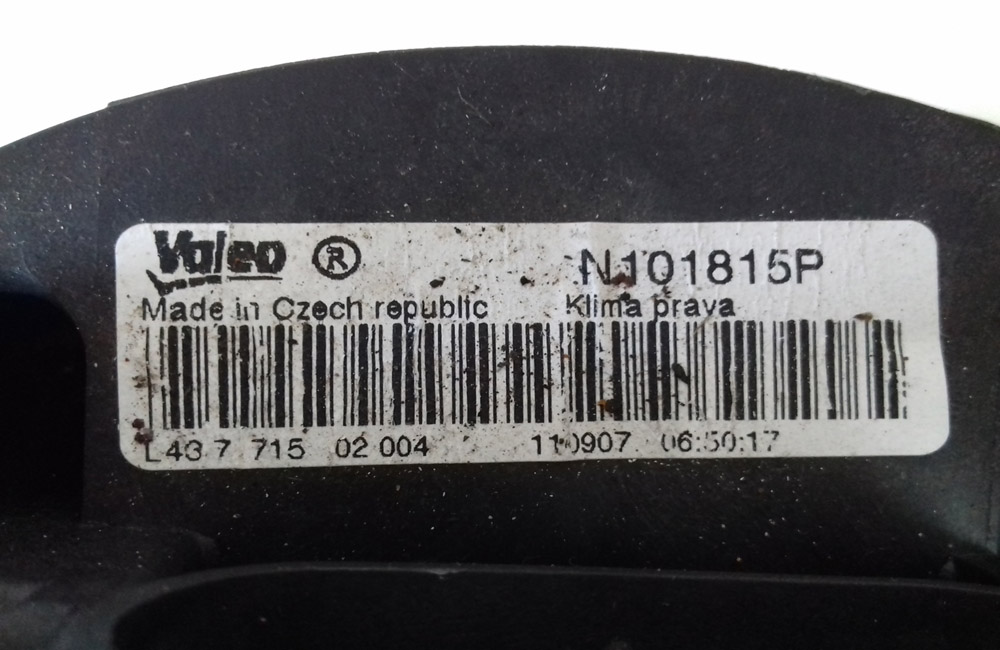 Valeo ® N101815P
Made in Czech republic Klima prava
L43 7 715 02 004 110907 06:50:17